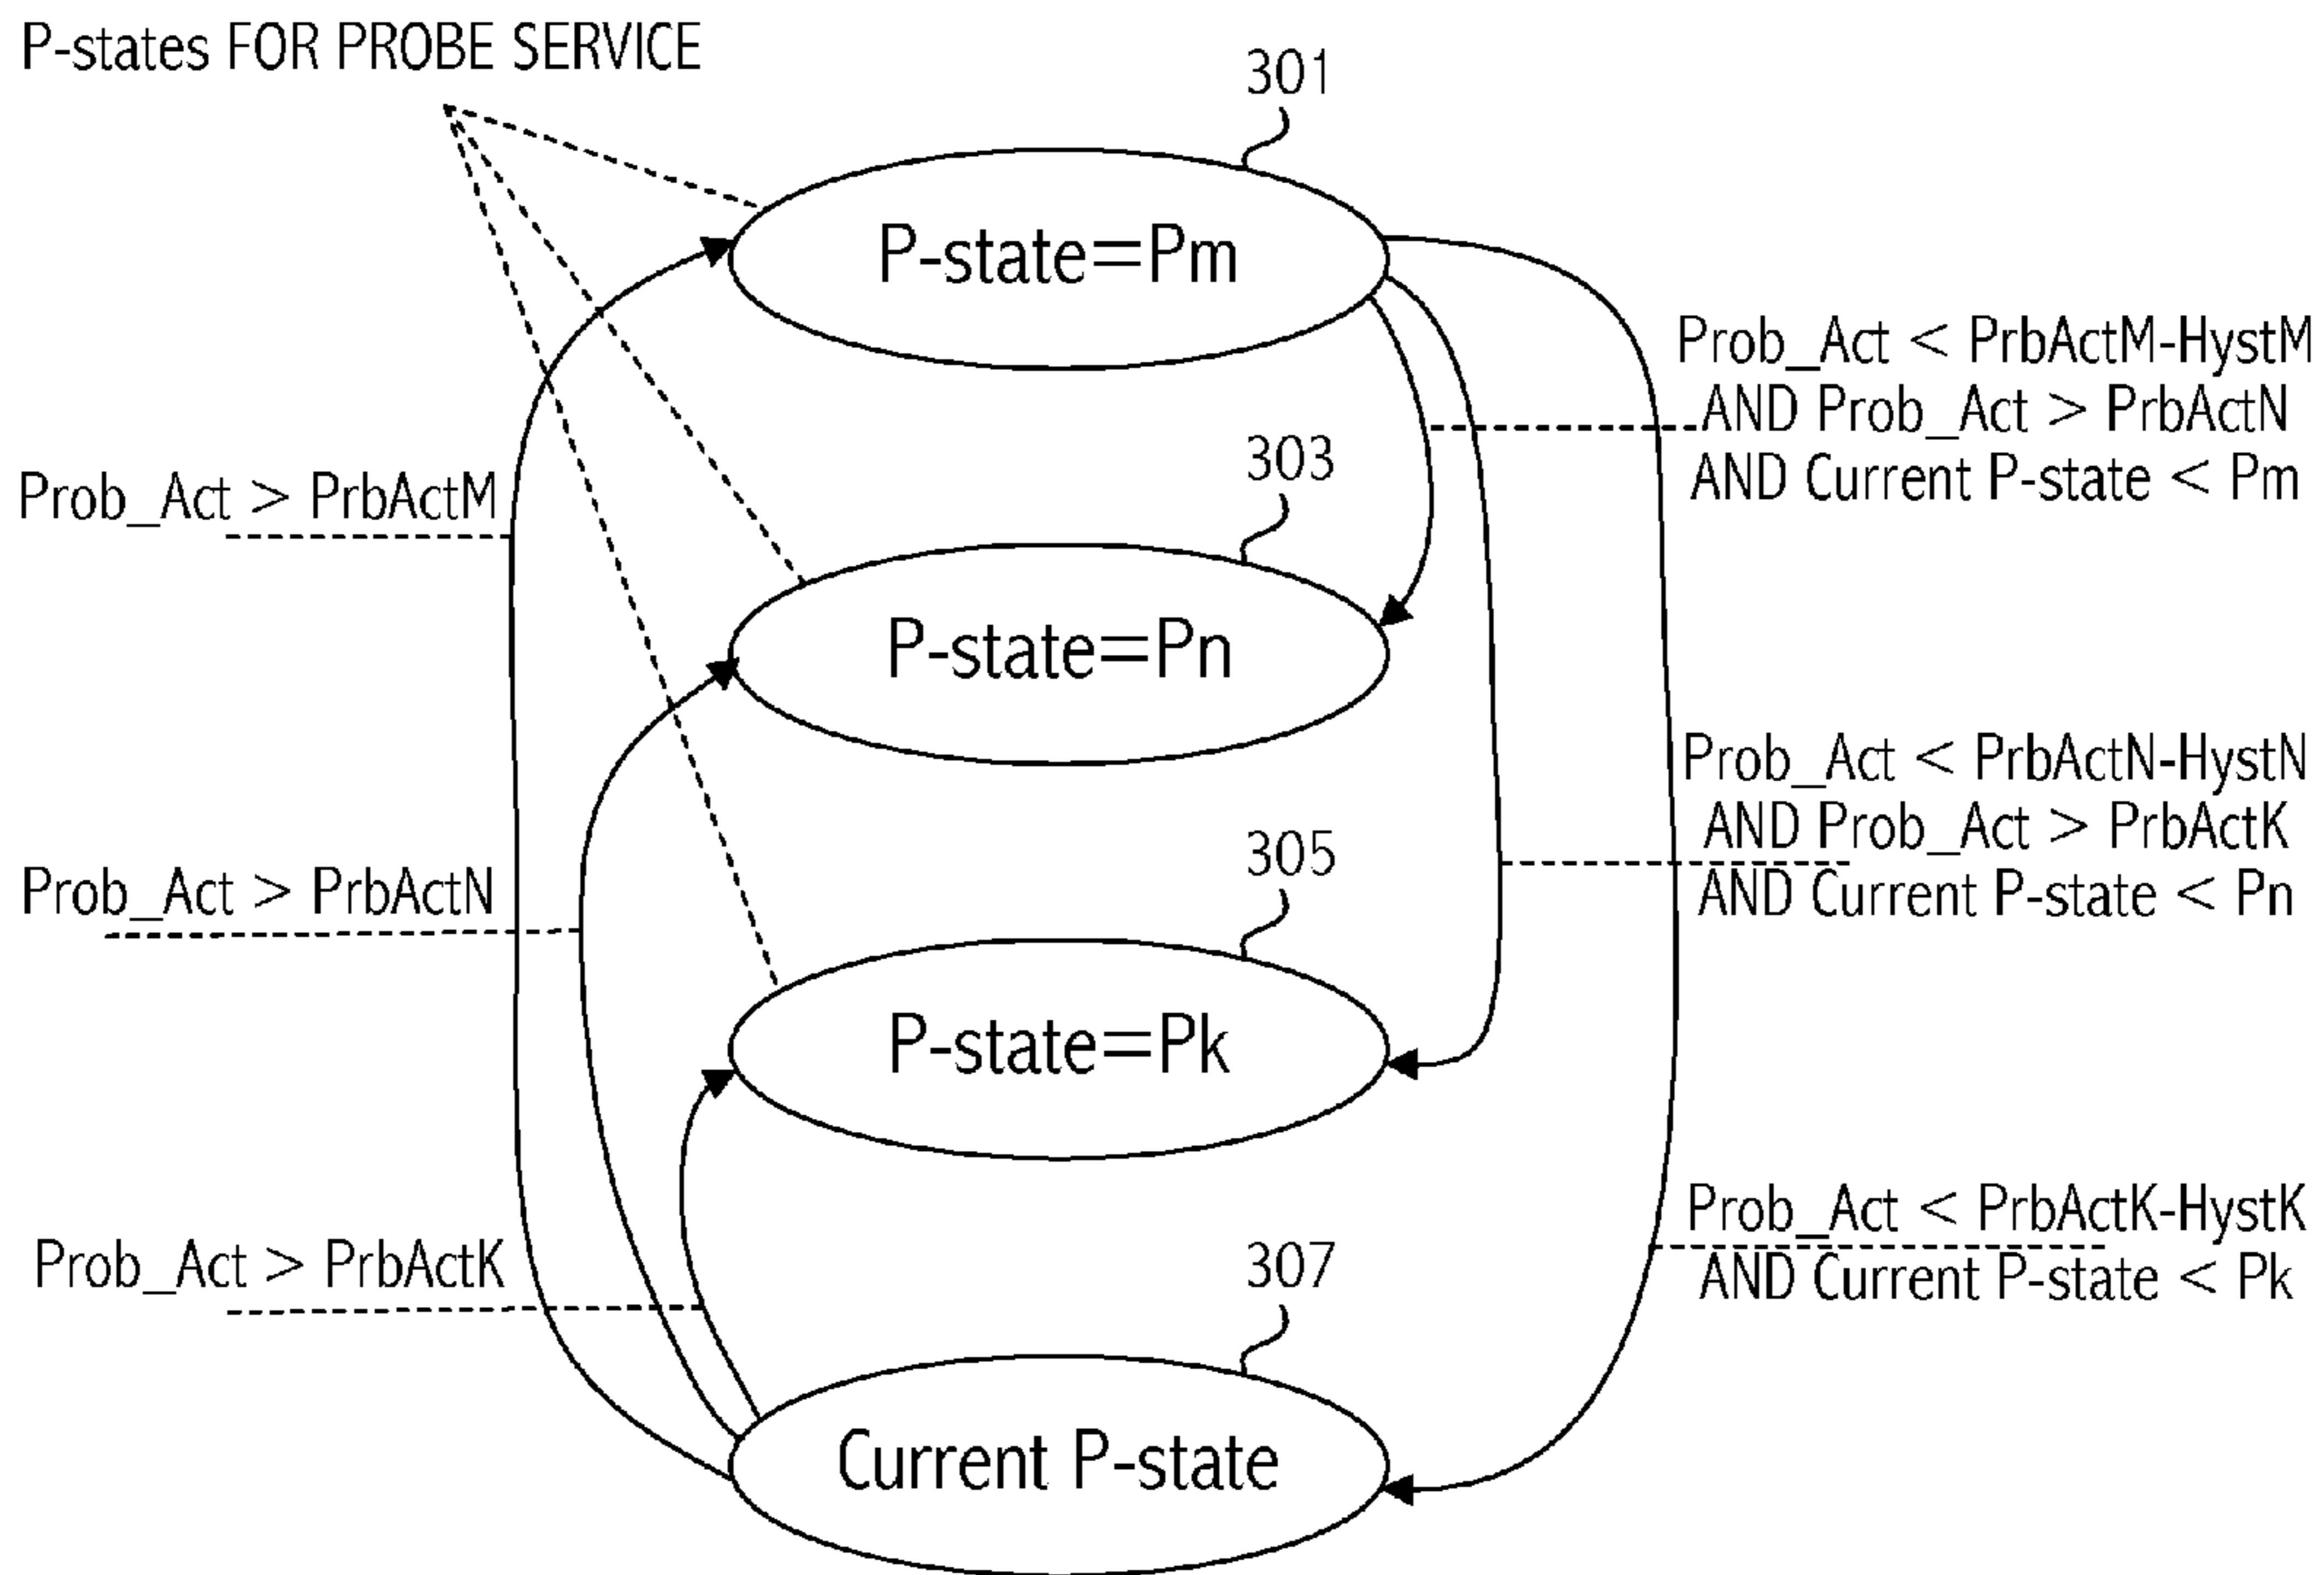 P-states FOR PROBE SERVICE
301
P-state=Pm
Prob_Act < PrbActM-HystM
AND Prob_Act > PrbActN
AND Current P-state < Pm
303
Prob_Act > PrbActM
P-state=Pn
Prob_Act < PrbActN-HystN
AND Prob_Act > PrbActK
AND Current P-state < Pn
305
Prob_Act > PrbActN
P-state=Pk
Prob_Act < PrbActK-HystK
AND Current P-state < Pk
307
Prob_Act > PrbActK
Current P-state